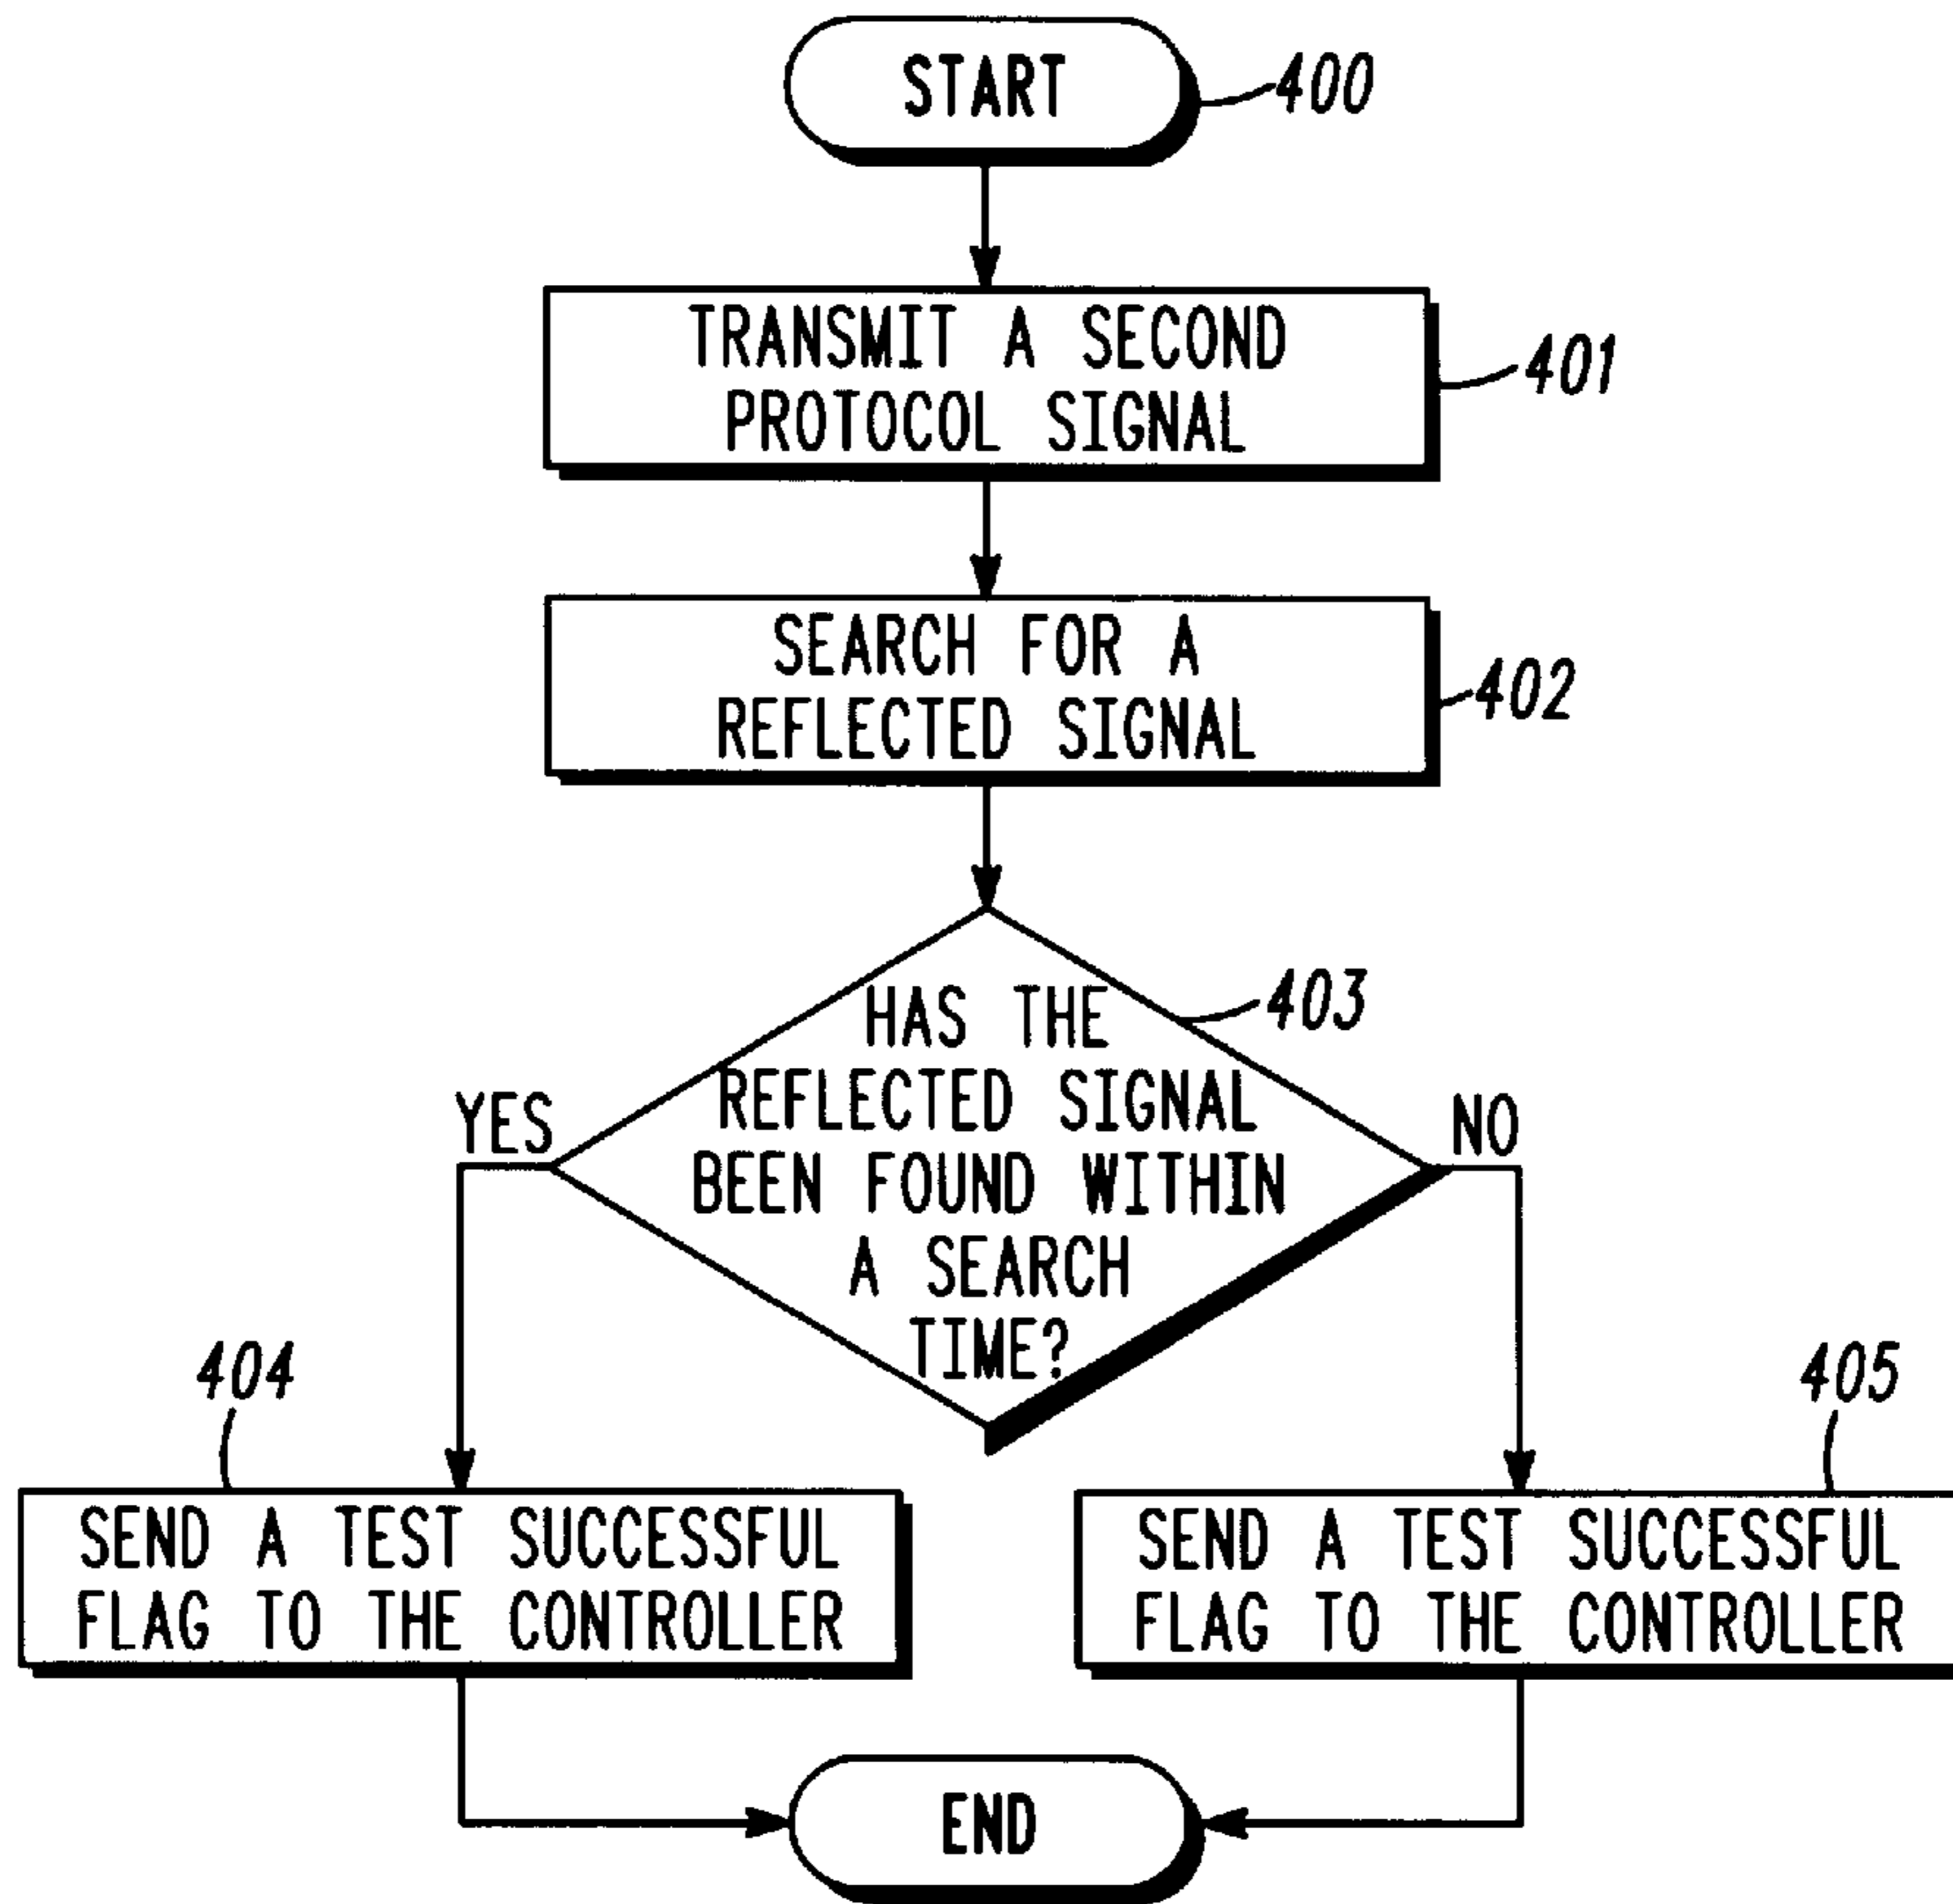 START
400
TRANSMIT A SECOND
PROTOCOL SIGNAL
401
SEARCH FOR A
REFLECTED SIGNAL
402
HAS THE
REFLECTED SIGNAL
BEEN FOUND WITHIN
A SEARCH
TIME?
403
YES
NO
404
SEND A TEST SUCCESSFUL
FLAG TO THE CONTROLLER
405
SEND A TEST SUCCESSFUL
FLAG TO THE CONTROLLER
END